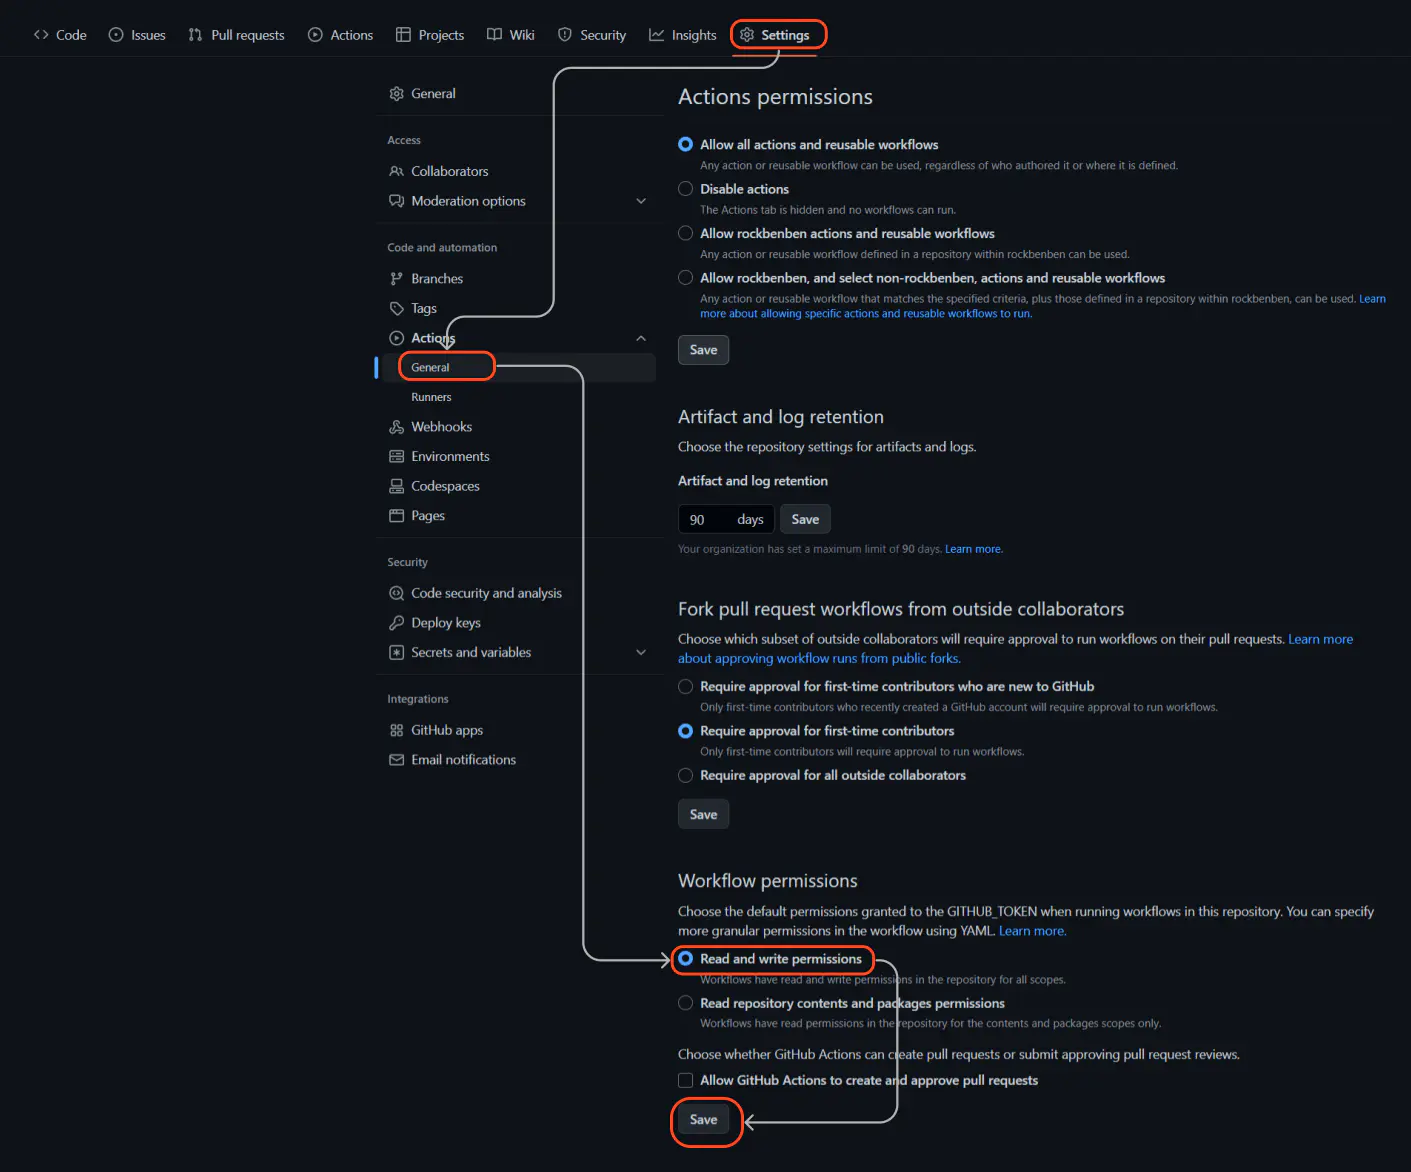 Code Issues Pull requests Actions Projects Wiki Security Insights Settings
General
Access
Collaborators
Moderation options
Code and automation
Branches
Tags
Actions
General
Runners
Webhooks
Environments
Codespaces
Pages
Security
Code security and analysis
Deploy keys
Secrets and variables
Integrations
GitHub apps
Email notifications
Actions permissions
Allow all actions and reusable workflows
Any action or reusable workflow can be used, regardless of who authored it or where it is defined.
Disable actions
The Actions tab is hidden and no workflows can run.
Allow rockbenben actions and reusable workflows
Any action or reusable workflow defined in a repository within rockbenben can be used.
Allow rockbenben, and select non-rockbenben, actions and reusable workflows
Any action or reusable workflow that matches the specified criteria, plus those defined in a repository within rockbenben, can be used. Learn
more about allowing specific actions and reusable workflows to run.
Save
Artifact and log retention
Choose the repository settings for artifacts and logs.
Artifact and log retention
90 days Save
Your organization has set a maximum limit of 90 days. Learn more.
Fork pull request workflows from outside collaborators
Choose which subset of outside collaborators will require approval to run workflows on their pull requests. Learn more
about approving workflow runs from public forks.
Require approval for first-time contributors who are new to GitHub
Only first-time contributors who recently created a GitHub account will require approval to run workflows.
Require approval for first-time contributors
Only first-time contributors will require approval to run workflows.
Require approval for all outside collaborators
Save
Workflow permissions
Choose the default permissions granted to the GITHUB_TOKEN when running workflows in this repository. You can specify
more granular permissions in the workflow using YAML. Learn more.
Read and write permissions
Workflows have read and write permissions in the repository for all scopes.
Read repository contents and packages permissions
Workflows have read permissions in the repository for the contents and packages scopes only.
Choose whether GitHub Actions can create pull requests or submit approving pull request reviews.
Allow GitHub Actions to create and approve pull requests
Save